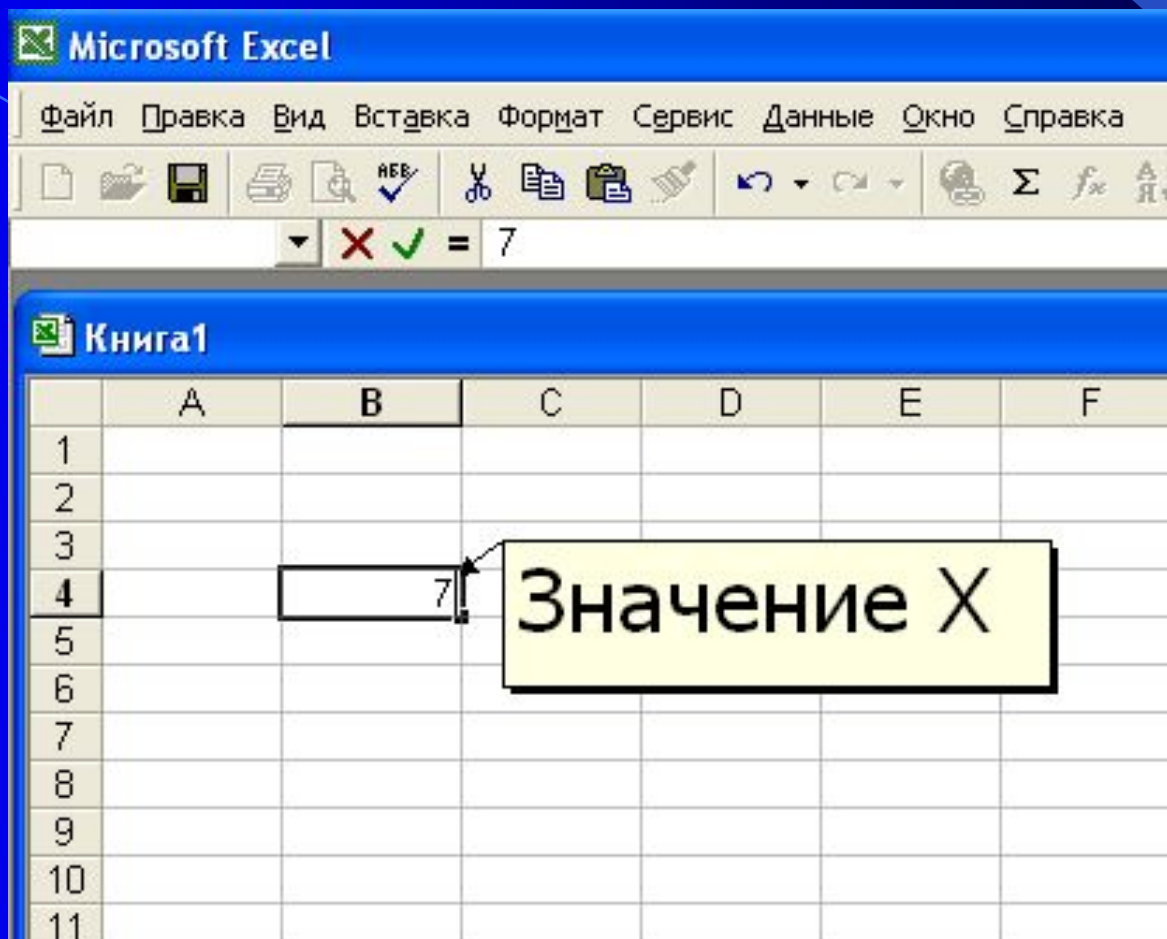 Microsoft Excel
Файл Правка Вид Вставка Формат Сервис Данные Окно Справка
= 7
Книга1
A B C D E F
1
2
3
4 7
Значение X
5
6
7
8
9
10
11